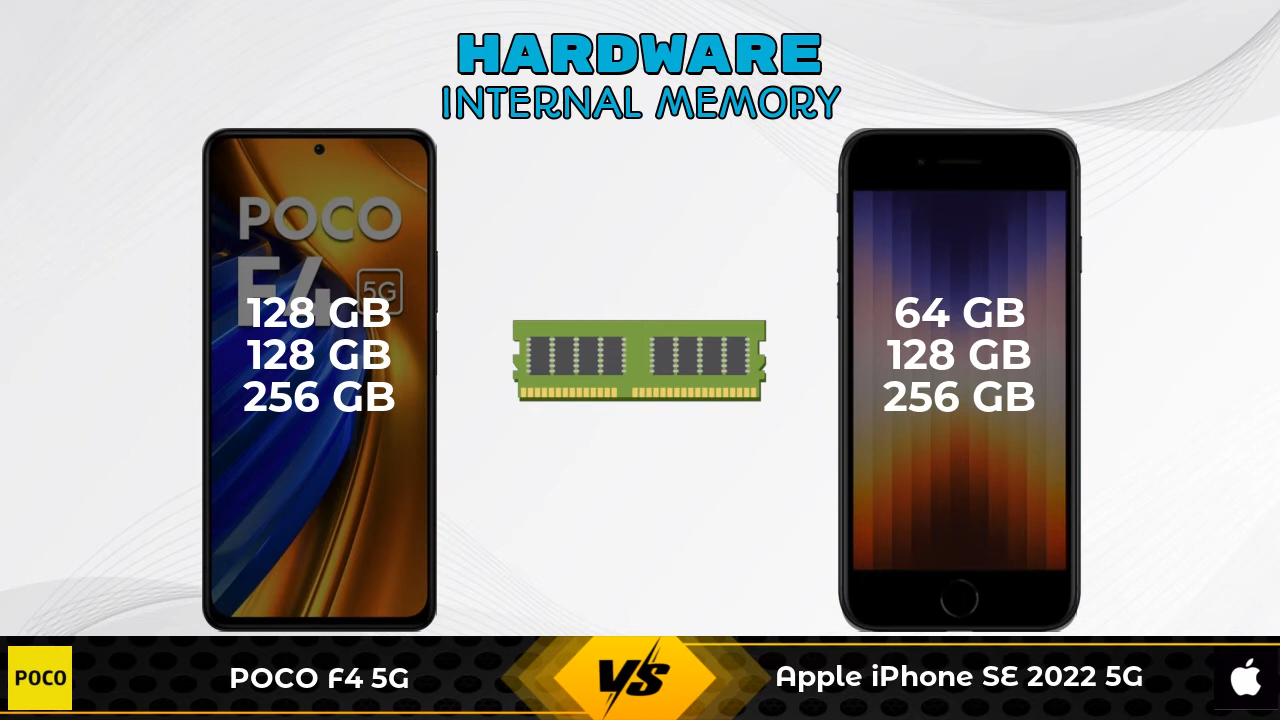 HARDWARE
INTERNAL MEMORY
POCO
F4 5G
128 GB
128 GB
256 GB
64 GB
128 GB
256 GB
POCO
POCO F4 5G
VS
Apple iPhone SE 2022 5G